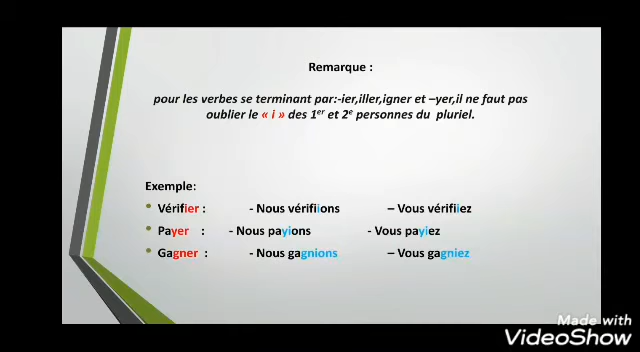 Remarque :
pour les verbes se terminant par:-ier,iller,igner et –yer,il ne faut pas
oublier le « i » des 1er et 2e personnes du pluriel.
Exemple:
• Vérifier : - Nous vérifiions – Vous vérifiiez
• Payer : - Nous payions - Vous payiez
• Gagner : - Nous gagnions – Vous gagniez
Made with
VideoShow